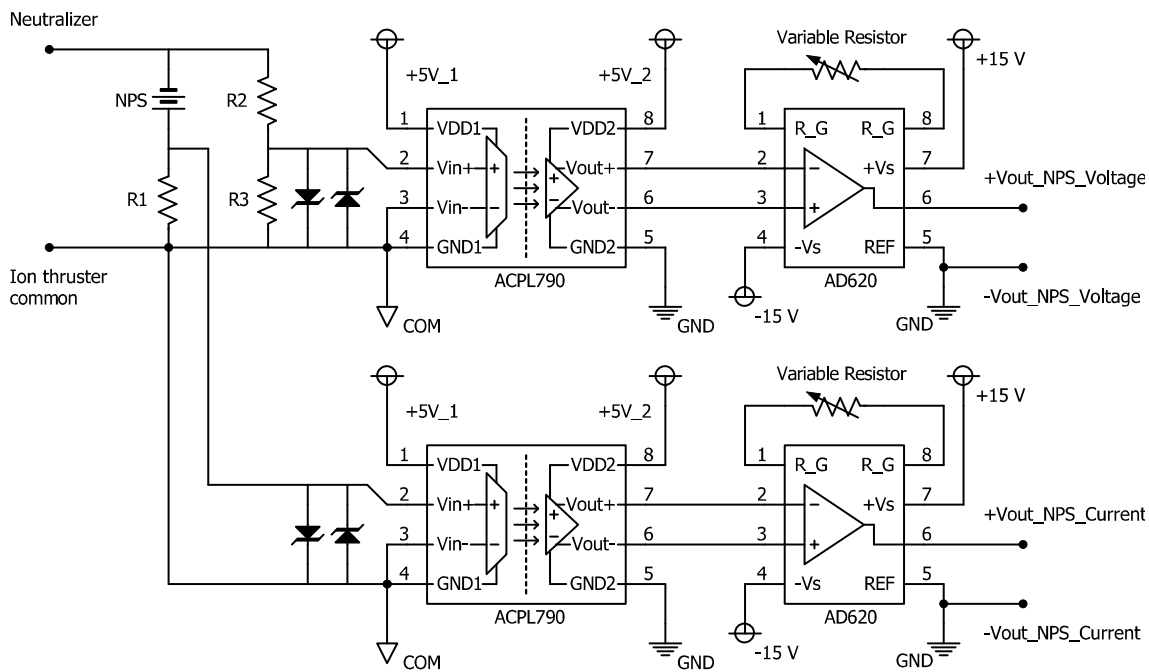 Neutralizer
NPS
R2
R1
R3
Ion thruster
common
+5V_1
+5V_2
1
VDD1
VDD2
8
2
Vin+
+
+
Vout+
7
3
Vin-
−
−
Vout-
6
4
GND1
GND2
5
ACPL790
COM
GND
Variable Resistor
+15 V
1
R_G
R_G
8
2
−
+Vs
7
3
+
6
4
-Vs
REF
5
AD620
-15 V
GND
+Vout_NPS_Voltage
-Vout_NPS_Voltage
+5V_1
+5V_2
1
VDD1
VDD2
8
2
Vin+
+
+
Vout+
7
3
Vin-
−
−
Vout-
6
4
GND1
GND2
5
ACPL790
COM
GND
Variable Resistor
+15 V
1
R_G
R_G
8
2
−
+Vs
7
3
+
6
4
-Vs
REF
5
AD620
-15 V
GND
+Vout_NPS_Current
-Vout_NPS_Current